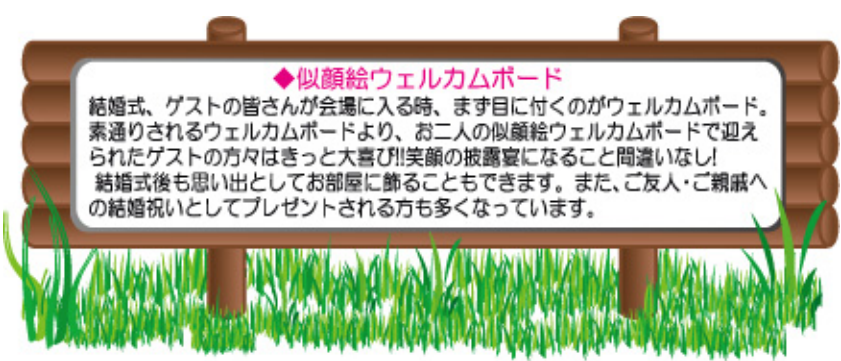 ◆似顔絵ウェルカムボード
結婚式、ゲストの皆さんが会場に入る時、まず目に付くのがウェルカムボード。
素通りされるウェルカムボードより、お二人の似顔絵ウェルカムボードで迎え
られたゲストの方々はきっと大喜び!!笑顔の披露宴になること間違いなし!
結婚式後も思い出としてお部屋に飾ることもできます。また、ご友人・ご親戚へ
の結婚祝いとしてプレゼントされる方も多くなっています。